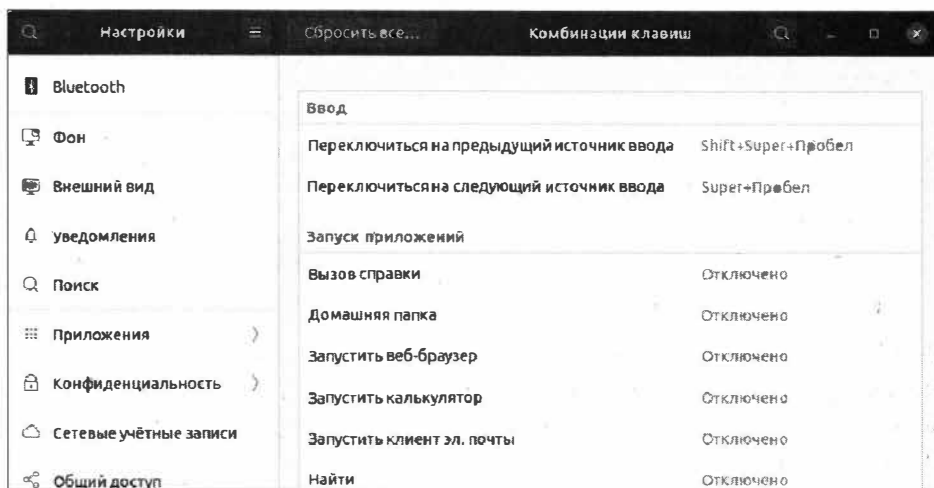 Настройки
Сбросить все...
Комбинации клавиш
Bluetooth
Фон
Внешний вид
Уведомления
Поиск
Приложения
Конфиденциальность
Сетевые учётные записи
Общий доступ
Ввод
Переключиться на предыдущий источник ввода Shift+Super+Пробел
Переключиться на следующий источник ввода Super+Пробел
Запуск приложений
Вызов справки Отключено
Домашняя папка Отключено
Запустить веб-браузер Отключено
Запустить калькулятор Отключено
Запустить клиент эл. почты Отключено
Найти Отключено